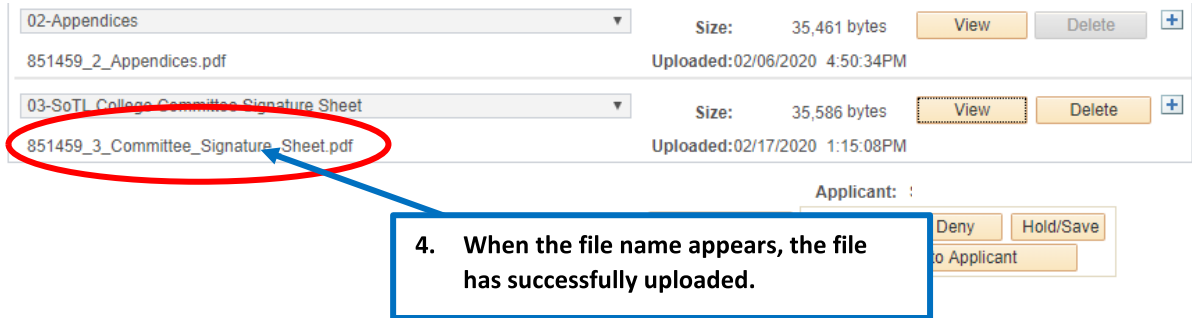 02-Appendices Size: 35,461 bytes View Delete
851459_2_Appendices.pdf Uploaded:02/06/2020 4:50:34PM
03-SoTL College Committee Signature Sheet Size: 35,586 bytes View Delete
851459_3_Committee_Signature_Sheet.pdf Uploaded:02/17/2020 1:15:08PM
Applicant:
Deny Hold/Save
to Applicant
4. When the file name appears, the file
has successfully uploaded.